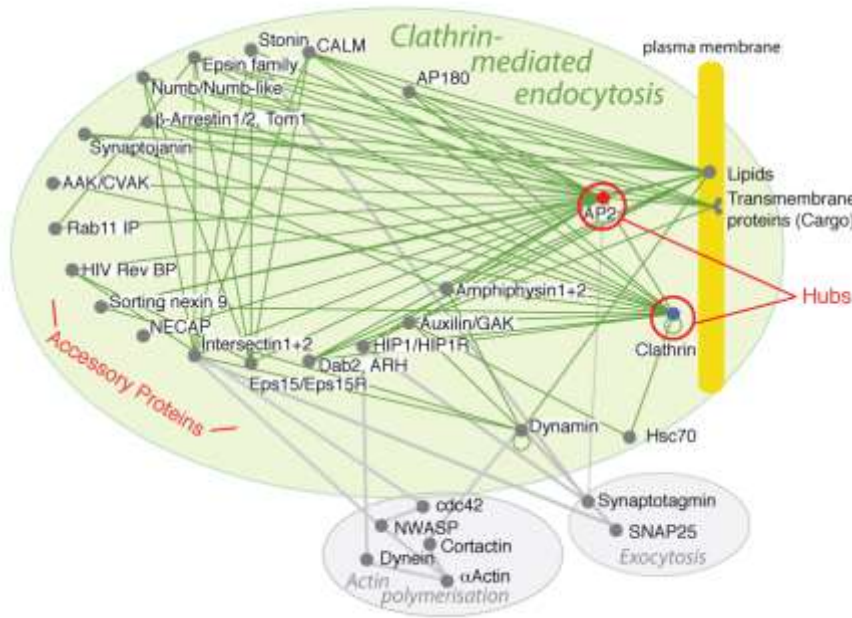 Clathrin-
mediated
endocytosis
plasma membrane
Stonin
CALM
Epsin family
Numb/Numb-like
AP180
β-Arrestin1/2, Tom1
Synaptojanin
AAK/CVAK
Lipids
Transmembrane
proteins (Cargo)
AP2
Rab11 IP
HIV Rev BP
Sorting nexin 9
NECAP
Amphiphysin1+2
Hubs
Auxilin/GAK
Intersectin1+2
HIP1/HIP1R
Clathrin
Dab2, ARH
Eps15/Eps15R
Accessory Proteins
Dynamin
Hsc70
cdc42
NWASP
Cortactin
Dynein
αActin
Actin
polymerisation
Synaptotagmin
SNAP25
Exocytosis